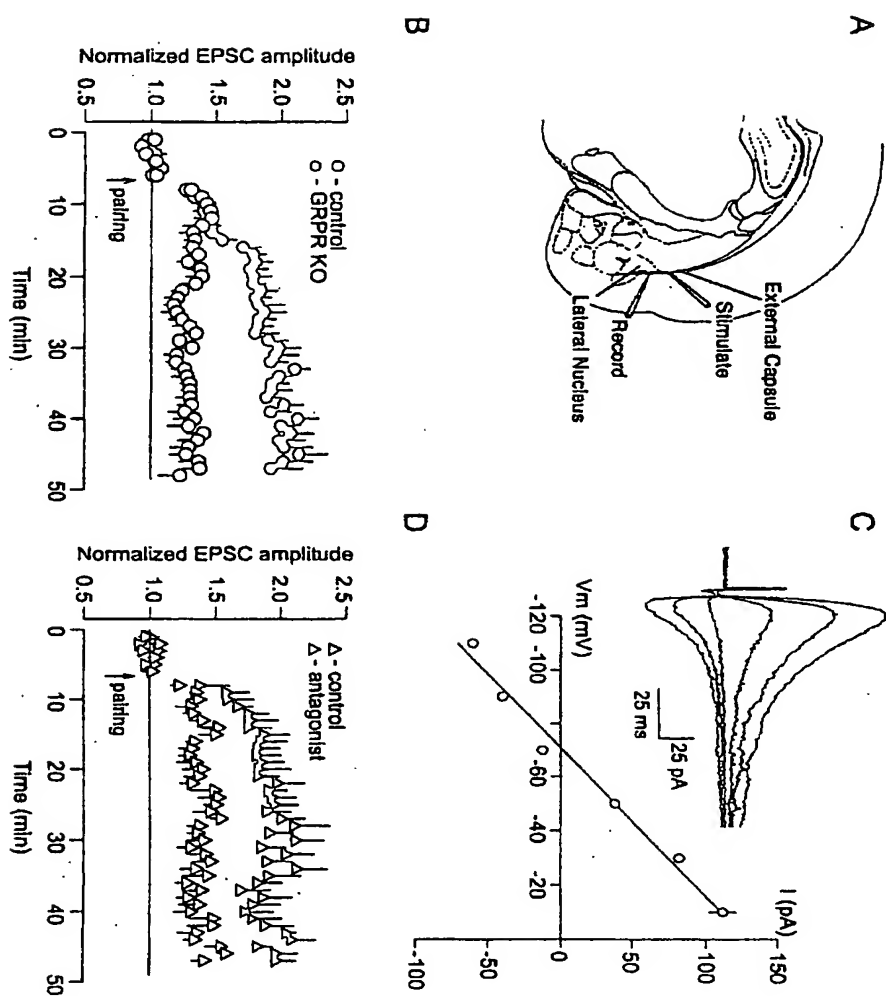 A
External Capsule
Stimulate
Record
Lateral Nucleus
B
Normalized EPSC amplitude
2.5
2.0
1.5
1.0
0.5
O - control
O - GRPR KO
pairing
0 10 20 30 40 50
Time (min)
C
25 pA
25 ms
I (pA)
150
100
50
0
-50
-100
Vm (mV)
-120 -100 -60 -40 -20
D
Normalized EPSC amplitude
2.5
2.0
1.5
1.0
0.5
Δ - control
Δ - antagonist
pairing
0 10 20 30 40 50
Time (min)